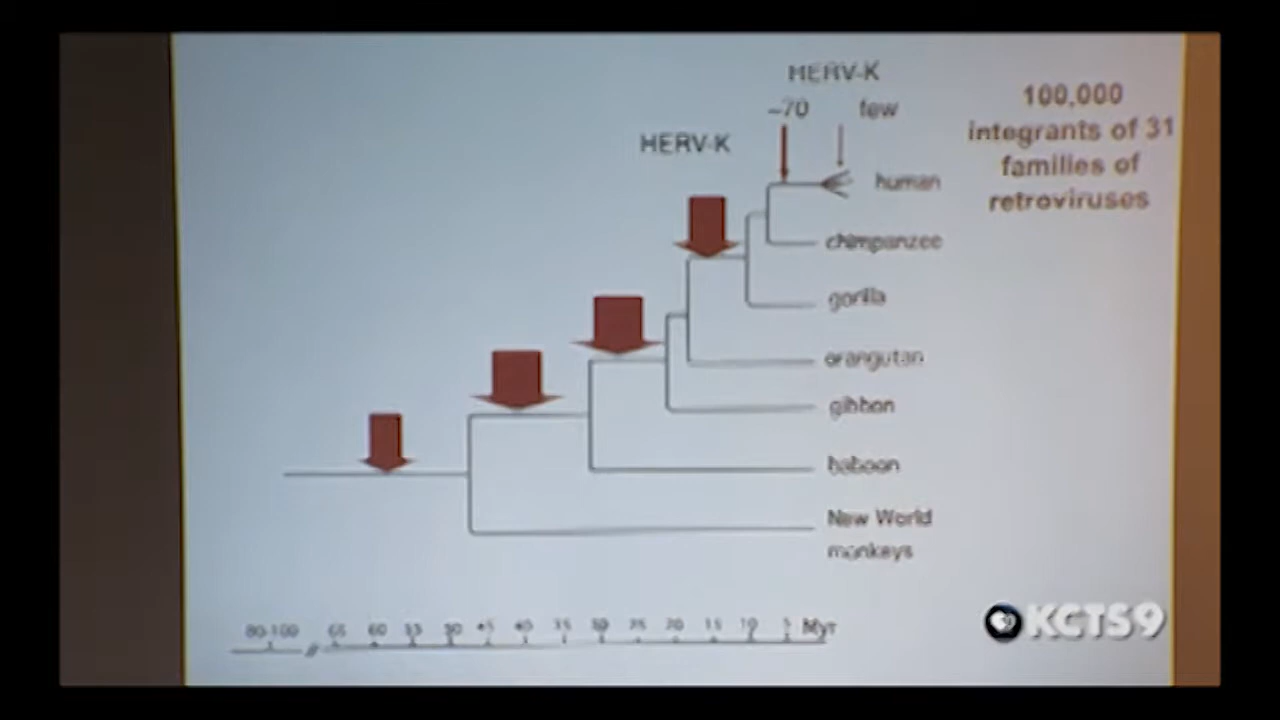 HERV-K
~70 few
HERV-K
100,000
integrants of 31
families of
retroviruses
human
chimpanzee
gorilla
orangutan
gibbon
baboon
New World
monkeys
80-100 65 60 55 50 45 40 35 30 25 20 15 10 5 Myr
KCTS9